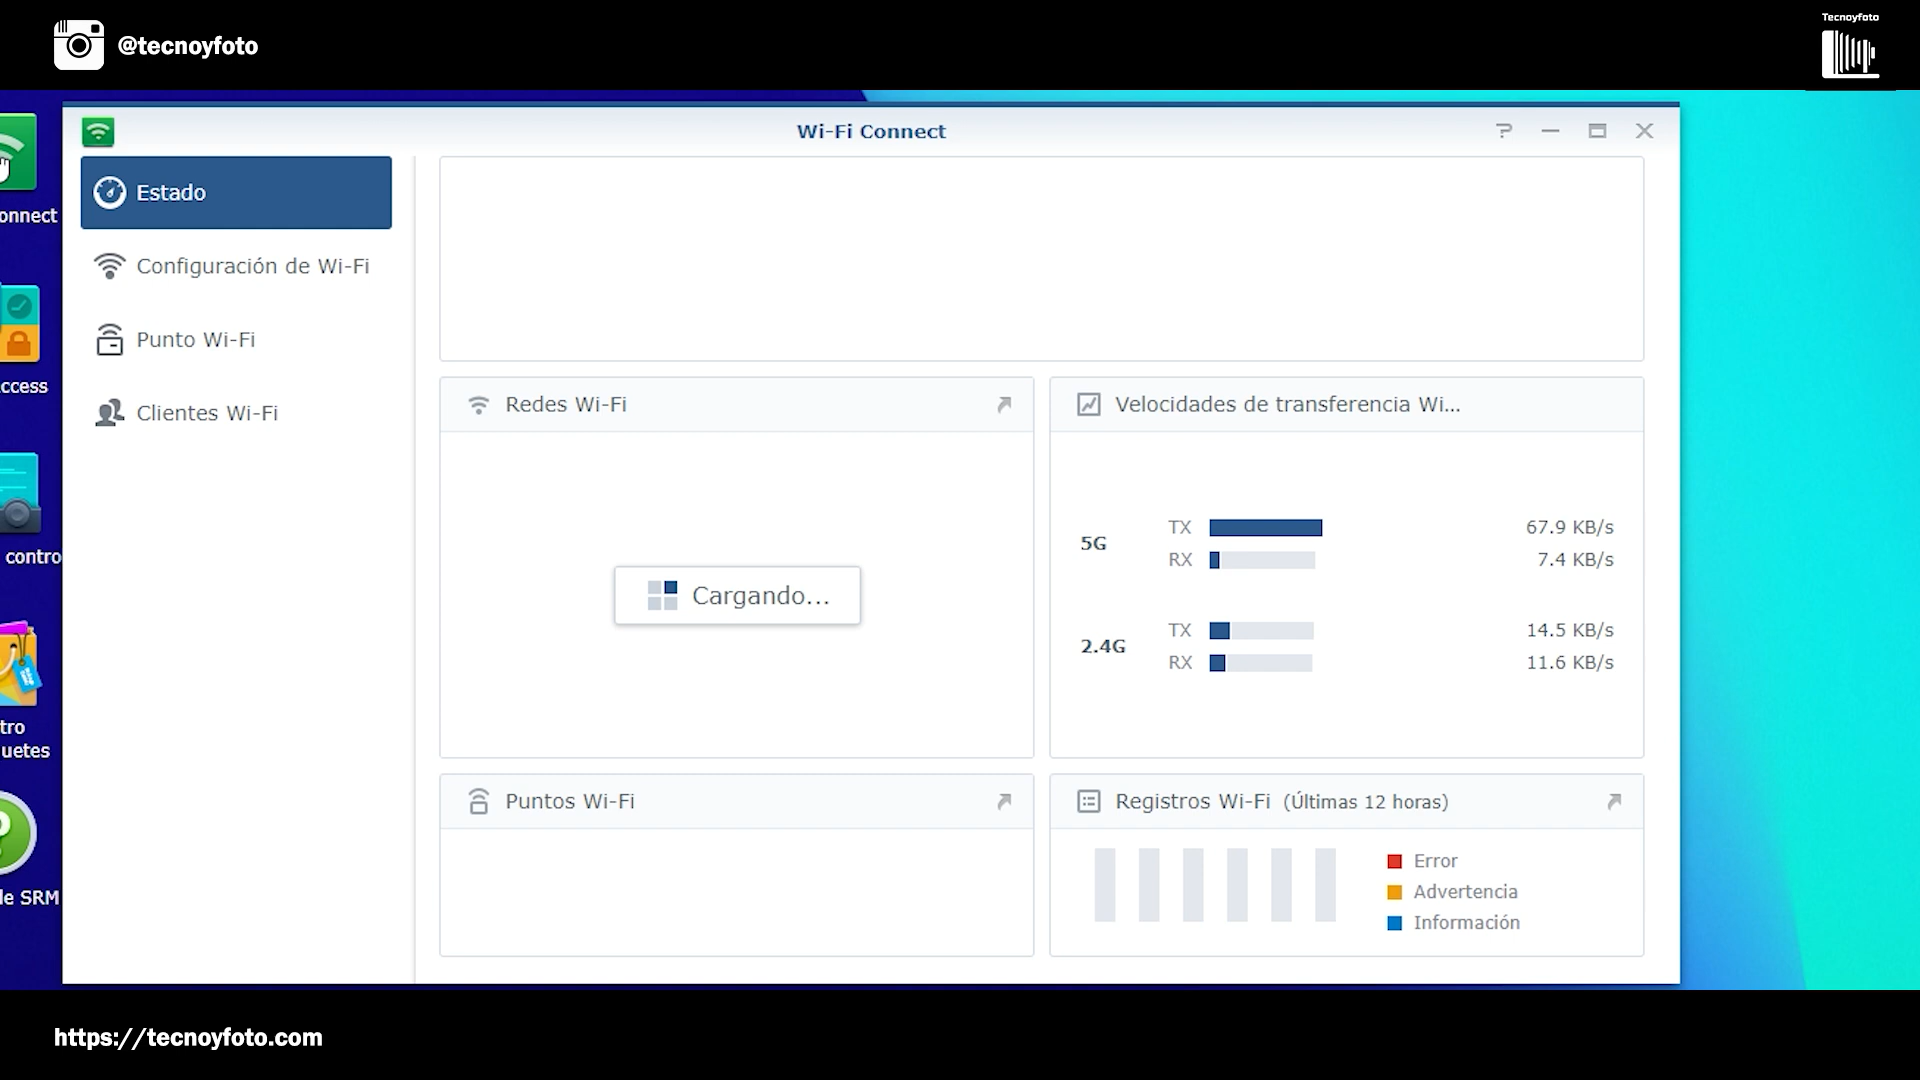 @tecnoyfoto
Tecnoyfoto
Wi-Fi Connect
Estado
Configuración de Wi-Fi
Punto Wi-Fi
Clientes Wi-Fi
onnect
ccess
contro
tro
uetes
le SRM
Redes Wi-Fi
Cargando...
Velocidades de transferencia Wi...
5G
TX 67.9 KB/s
RX 7.4 KB/s
2.4G
TX 14.5 KB/s
RX 11.6 KB/s
Puntos Wi-Fi
Registros Wi-Fi (Últimas 12 horas)
Error
Advertencia
Información
https://tecnoyfoto.com